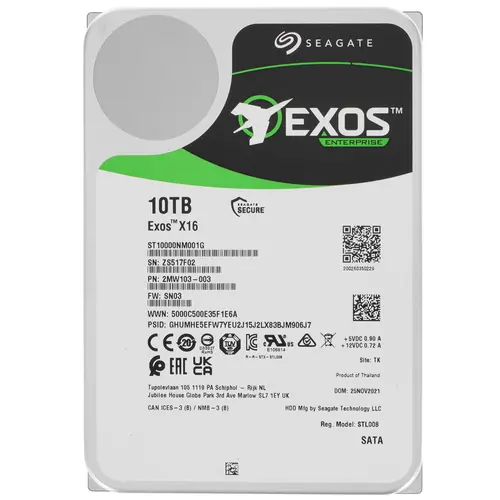 SEAGATE
EXOS™
ENTERPRISE
10TB
Exos™ X16
SEAGATE
SECURE
ST10000NM001G
SN: ZS517F02
PN: 2MW103-003
FW: SN03
WWN: 5000C500E35F1E6A
PSID: GHUMHE5EFW7YEU2J15J2LX83BJM906J7
+5VDC 0.90 A
+12VDC 0.72 A
Site: TK
Product of Thailand
Tupolevlaan 105 1119 PA Schiphol - Rijk NL
Jubilee House Globe Park 3rd Ave Marlow SL7 1EY UK
DOM: 25NOV2021
CAN ICES-3 (B) / NMB-3 (B)
HDD Mfg by Seagate Technology LLC
Reg. Model: STL008
SATA